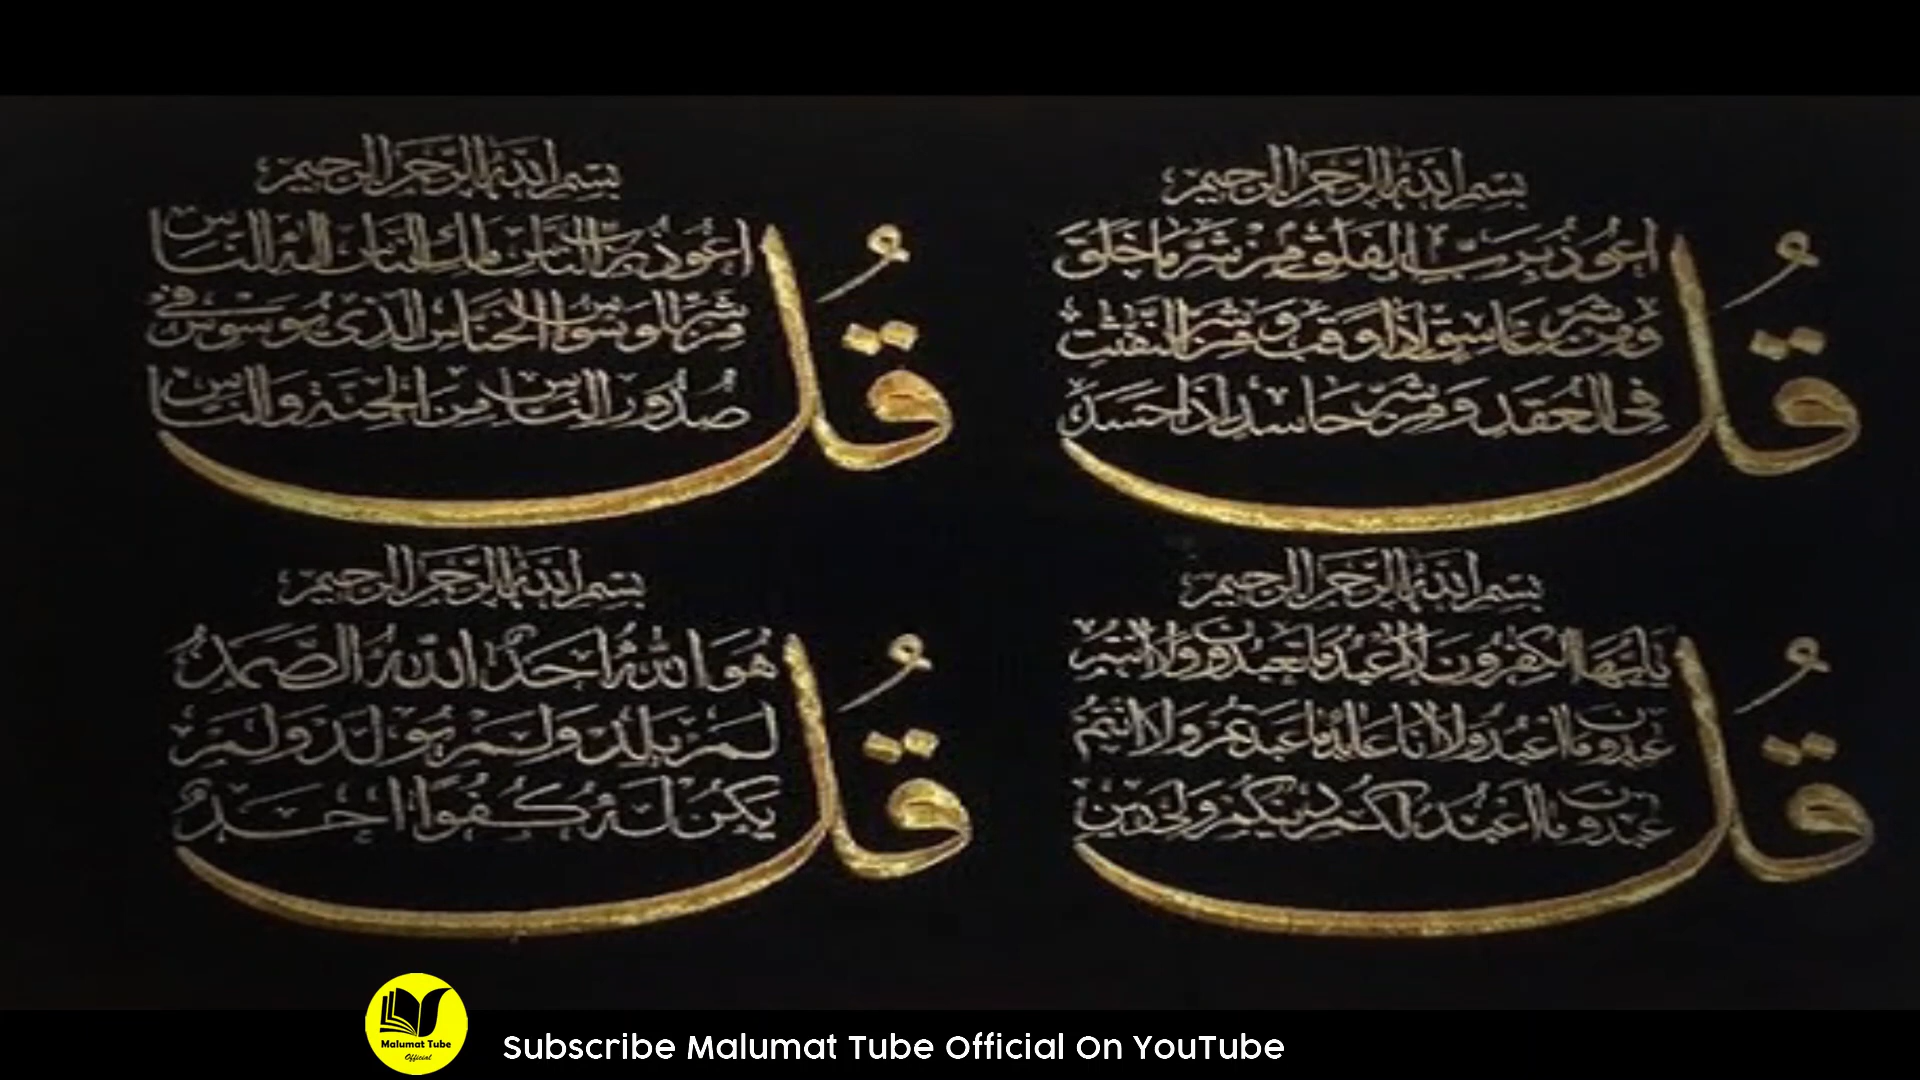 بسم الله الرحمن الرحيم
قُل اعوذ برب الفلق من شر ما خلق
ومن شر غاسق اذا وقب ومن شر النفثت
في العقد ومن شر حاسد اذا حسد
بسم الله الرحمن الرحيم
قُل اعوذ برب الناس ملك الناس اله الناس
من شر الوسواس الخناس الذي يوسوس في
صدور الناس من الجنة والناس
بسم الله الرحمن الرحيم
قُل يايها الكفرون لا اعبد ما تعبدون ولا انتم
عبدون ما اعبد ولا انا عابد ما عبدتم ولا انتم
عبدون ما اعبد لكم دينكم ولي دين
بسم الله الرحمن الرحيم
قُل هو الله احد الله الصمد
لم يلد ولم يولد ولم
يكن له كفوا احد
Malumat Tube
Official
Subscribe Malumat Tube Official On YouTube